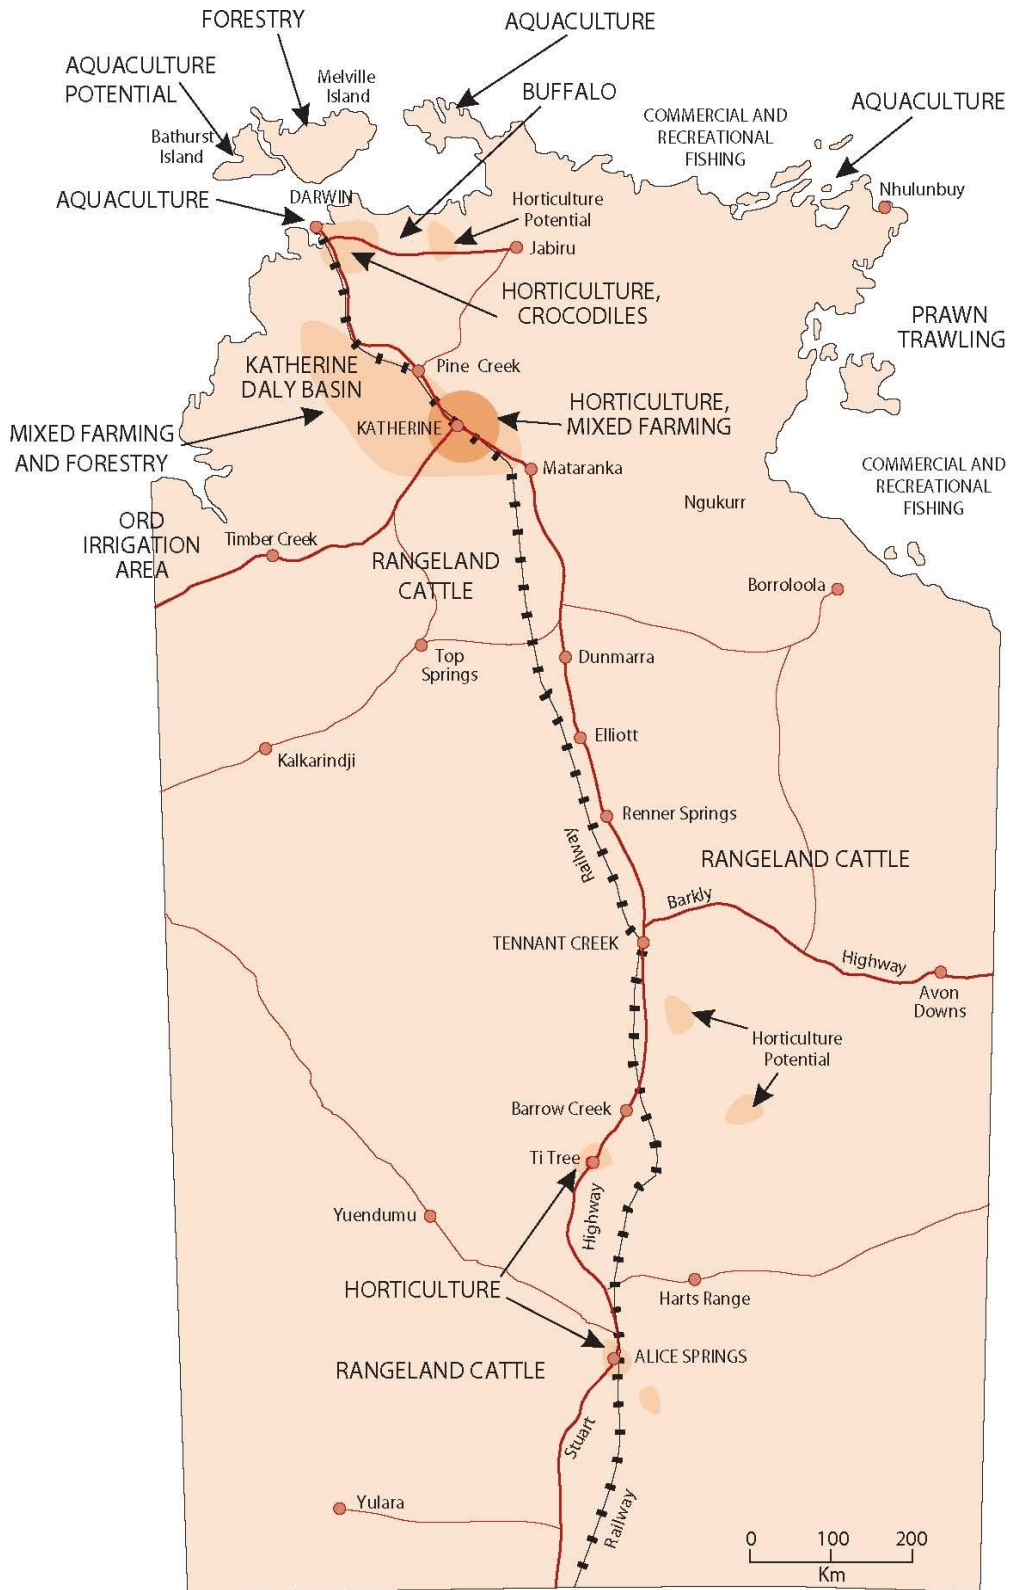 FORESTRY
AQUACULTURE
AQUACULTURE
POTENTIAL
Melville
Island
BUFFALO
Bathurst
Island
COMMERCIAL AND
RECREATIONAL
FISHING
AQUACULTURE
AQUACULTURE
DARWIN
Horticulture
Potential
Nhulunbuy
Jabiru
HORTICULTURE,
CROCODILES
PRAWN
TRAWLING
KATHERINE
DALY BASIN
Pine Creek
MIXED FARMING
AND FORESTRY
KATHERINE
HORTICULTURE,
MIXED FARMING
Mataranka
COMMERCIAL AND
RECREATIONAL
FISHING
Ngukurr
ORD
IRRIGATION
AREA
Timber Creek
RANGELAND
CATTLE
Borroloola
Top
Springs
Dunmarra
Elliott
Kalkarindji
Renner Springs
Railway
RANGELAND CATTLE
Barkly
Highway
TENNANT CREEK
Avon
Downs
Horticulture
Potential
Barrow Creek
Ti Tree
Highway
Yuendumu
HORTICULTURE
Harts Range
ALICE SPRINGS
RANGELAND CATTLE
Stuart
Yulara
Railway
0 100 200
Km